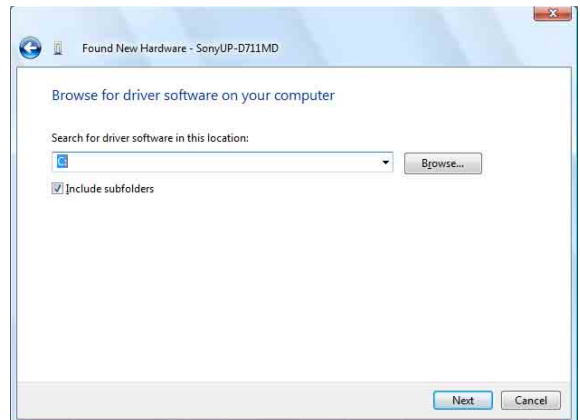 Found New Hardware - SonyUP-D711MD
Browse for driver software on your computer
Search for driver software in this location:
C:
Browse...
Include subfolders
Next
Cancel